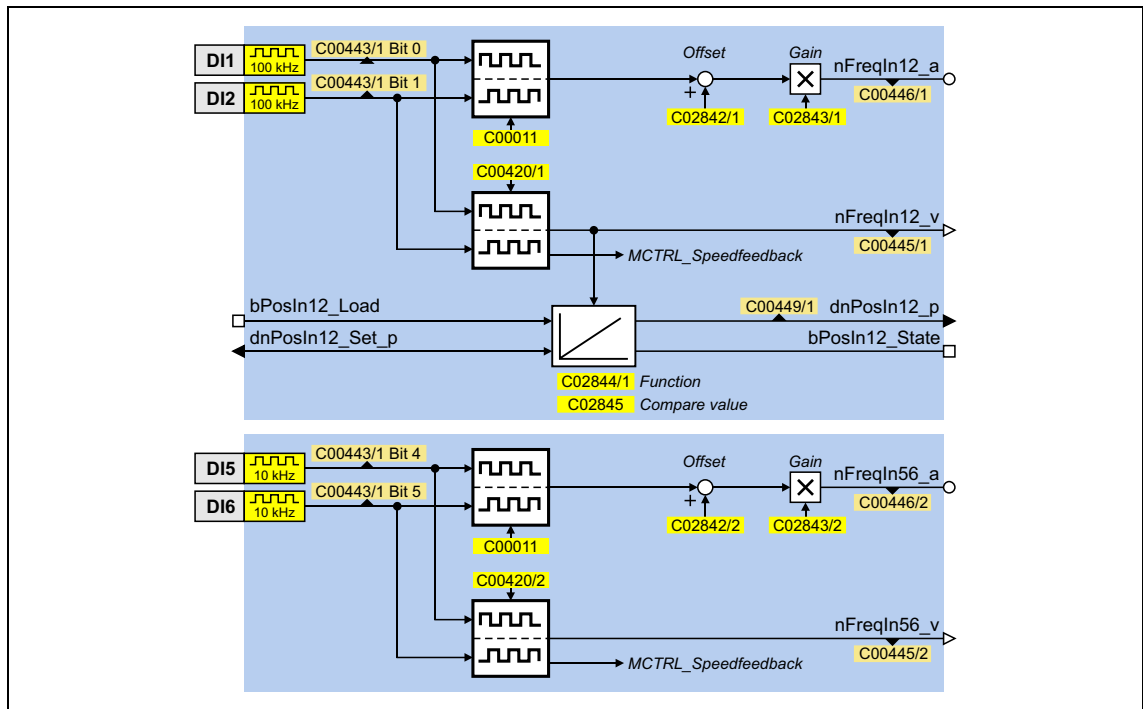 DI1 100 kHz C00443/1 Bit 0 Offset Gain nFreqIn12_a
DI2 100 kHz C00443/1 Bit 1 + C02842/1 C02843/1 C00446/1
C00011
C00420/1
nFreqIn12_v
C00445/1
MCTRL_Speedfeedback
bPosIn12_Load C00449/1 dnPosIn12_p
dnPosIn12_Set_p bPosIn12_State
C02844/1 Function
C02845 Compare value
DI5 10 kHz C00443/1 Bit 4 Offset Gain nFreqIn56_a
DI6 10 kHz C00443/1 Bit 5 + C02842/2 C02843/2 C00446/2
C00011
C00420/2
nFreqIn56_v
C00445/2
MCTRL_Speedfeedback